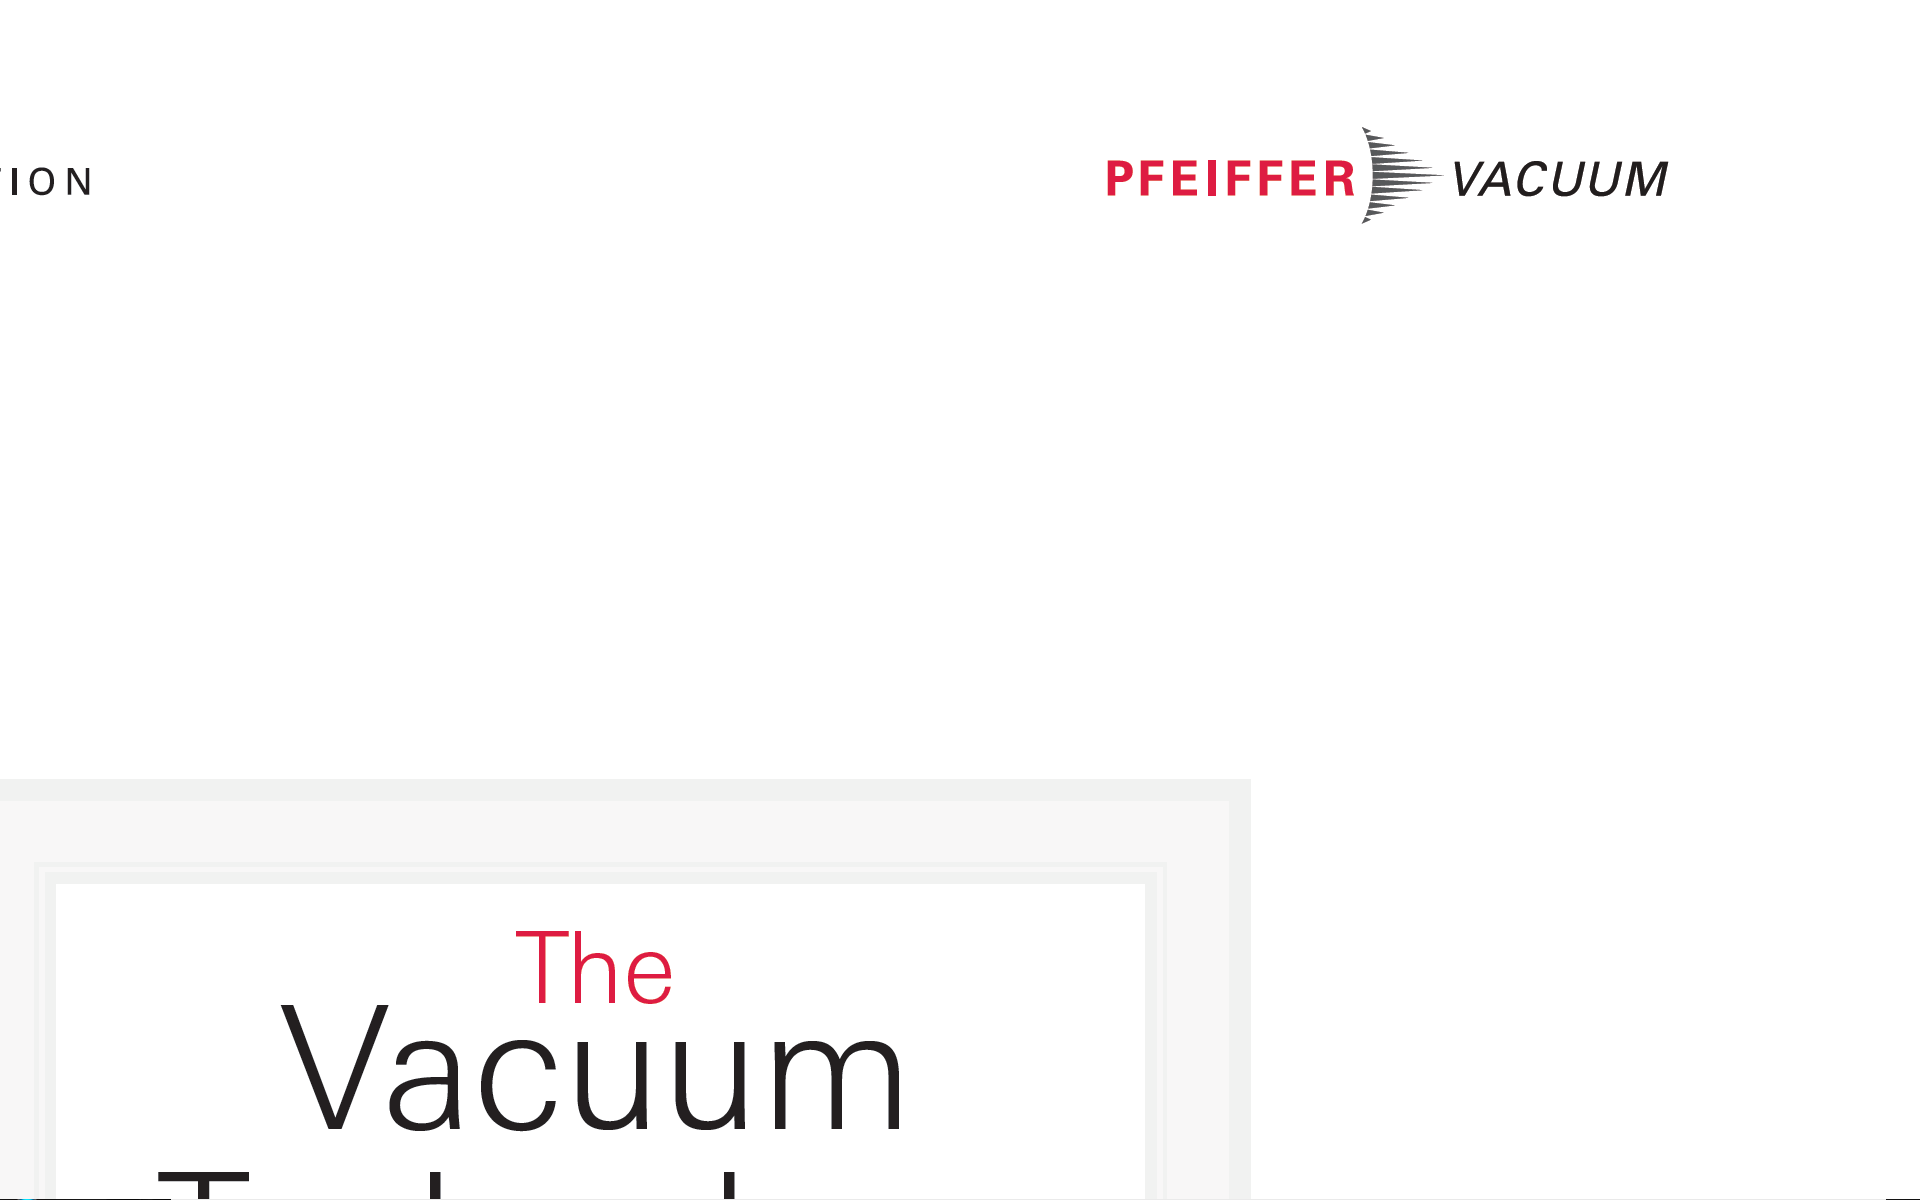 TION
PFEIFFER VACUUM
The
Vacuum